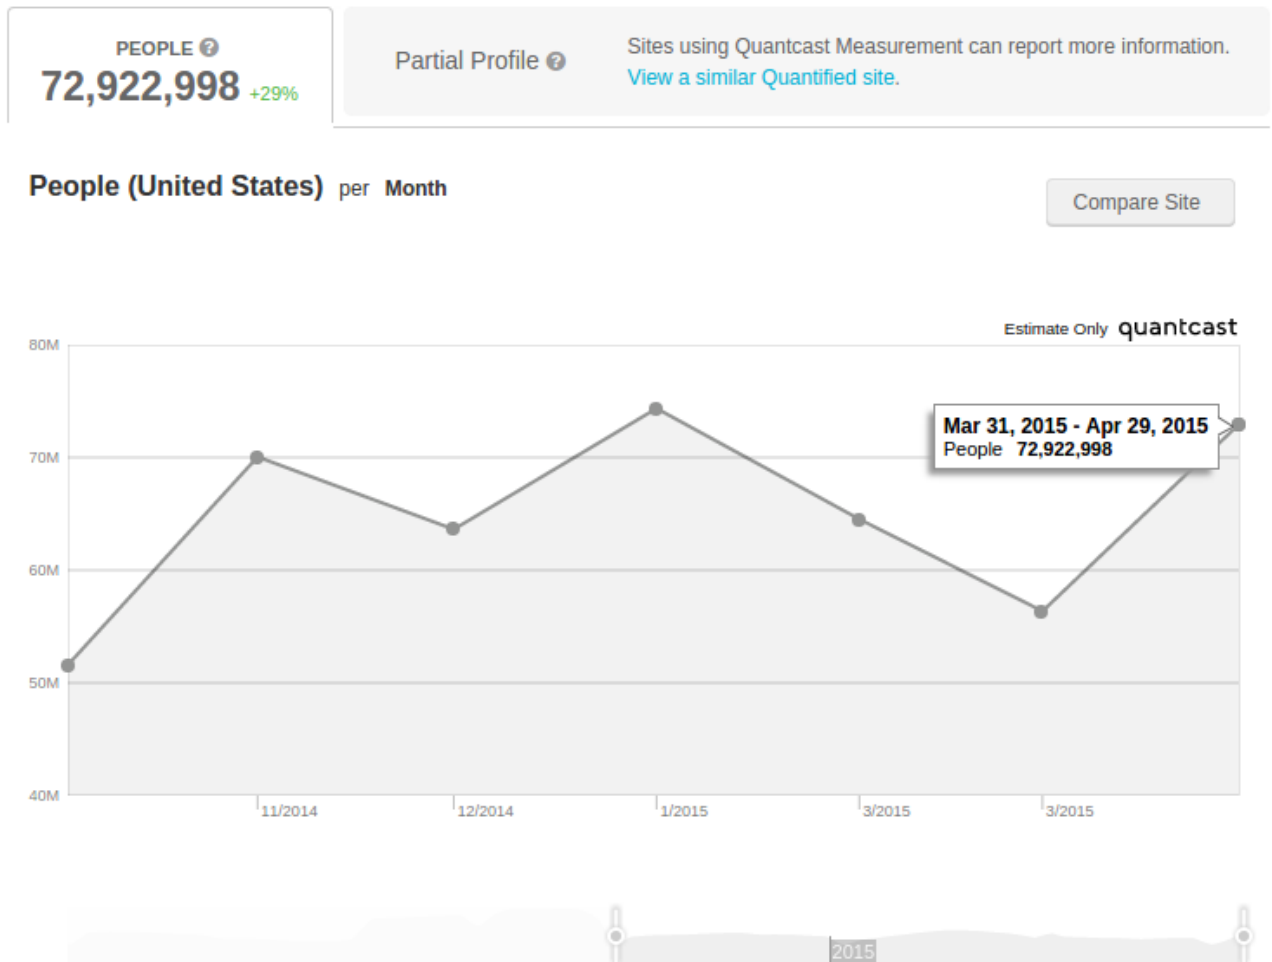 PEOPLE ?
72,922,998 +29%
Partial Profile ?
Sites using Quantcast Measurement can report more information.
View a similar Quantified site.
People (United States) per Month
Compare Site
Estimate Only quantcast
80M
70M
60M
50M
40M
Mar 31, 2015 - Apr 29, 2015
People 72,922,998
11/2014 12/2014 1/2015 3/2015 3/2015
2015